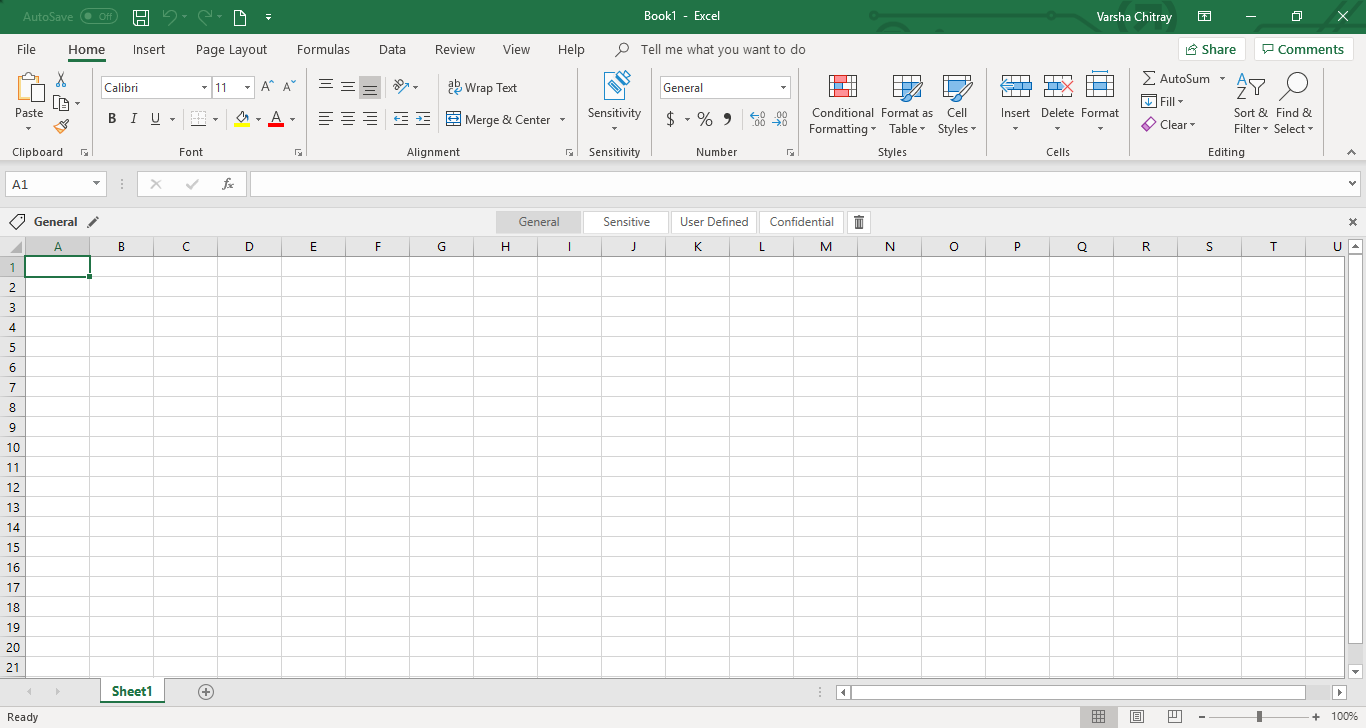 AutoSave Off Book1 - Excel Varsha Chitray
File Home Insert Page Layout Formulas Data Review View Help Tell me what you want to do Share Comments
Paste
Calibri 11
B I U A
Wrap Text
Merge & Center
Sensitivity
General
$ % 9
Conditional Formatting
Format as Table
Cell Styles
Insert Delete Format
AutoSum
Fill
Clear
Sort & Filter
Find & Select
Clipboard Font Alignment Sensitivity Number Styles Cells Editing
A1 fx
General General Sensitive User Defined Confidential
A B C D E F G H I J K L M N O P Q R S T U
1
2
3
4
5
6
7
8
9
10
11
12
13
14
15
16
17
18
19
20
21
Sheet1
Ready 100%